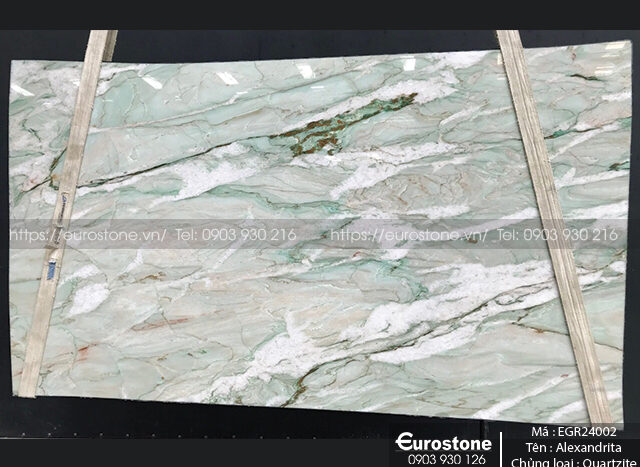 https://eurostone.vn/ Tel: 0903 930 216 https://eurostone.vn/ Tel: 0903 930 216
Eurostone
0903 930 126
Mã : EGR24002
Tên : Alexandrita
Chủng loại : Quartzite